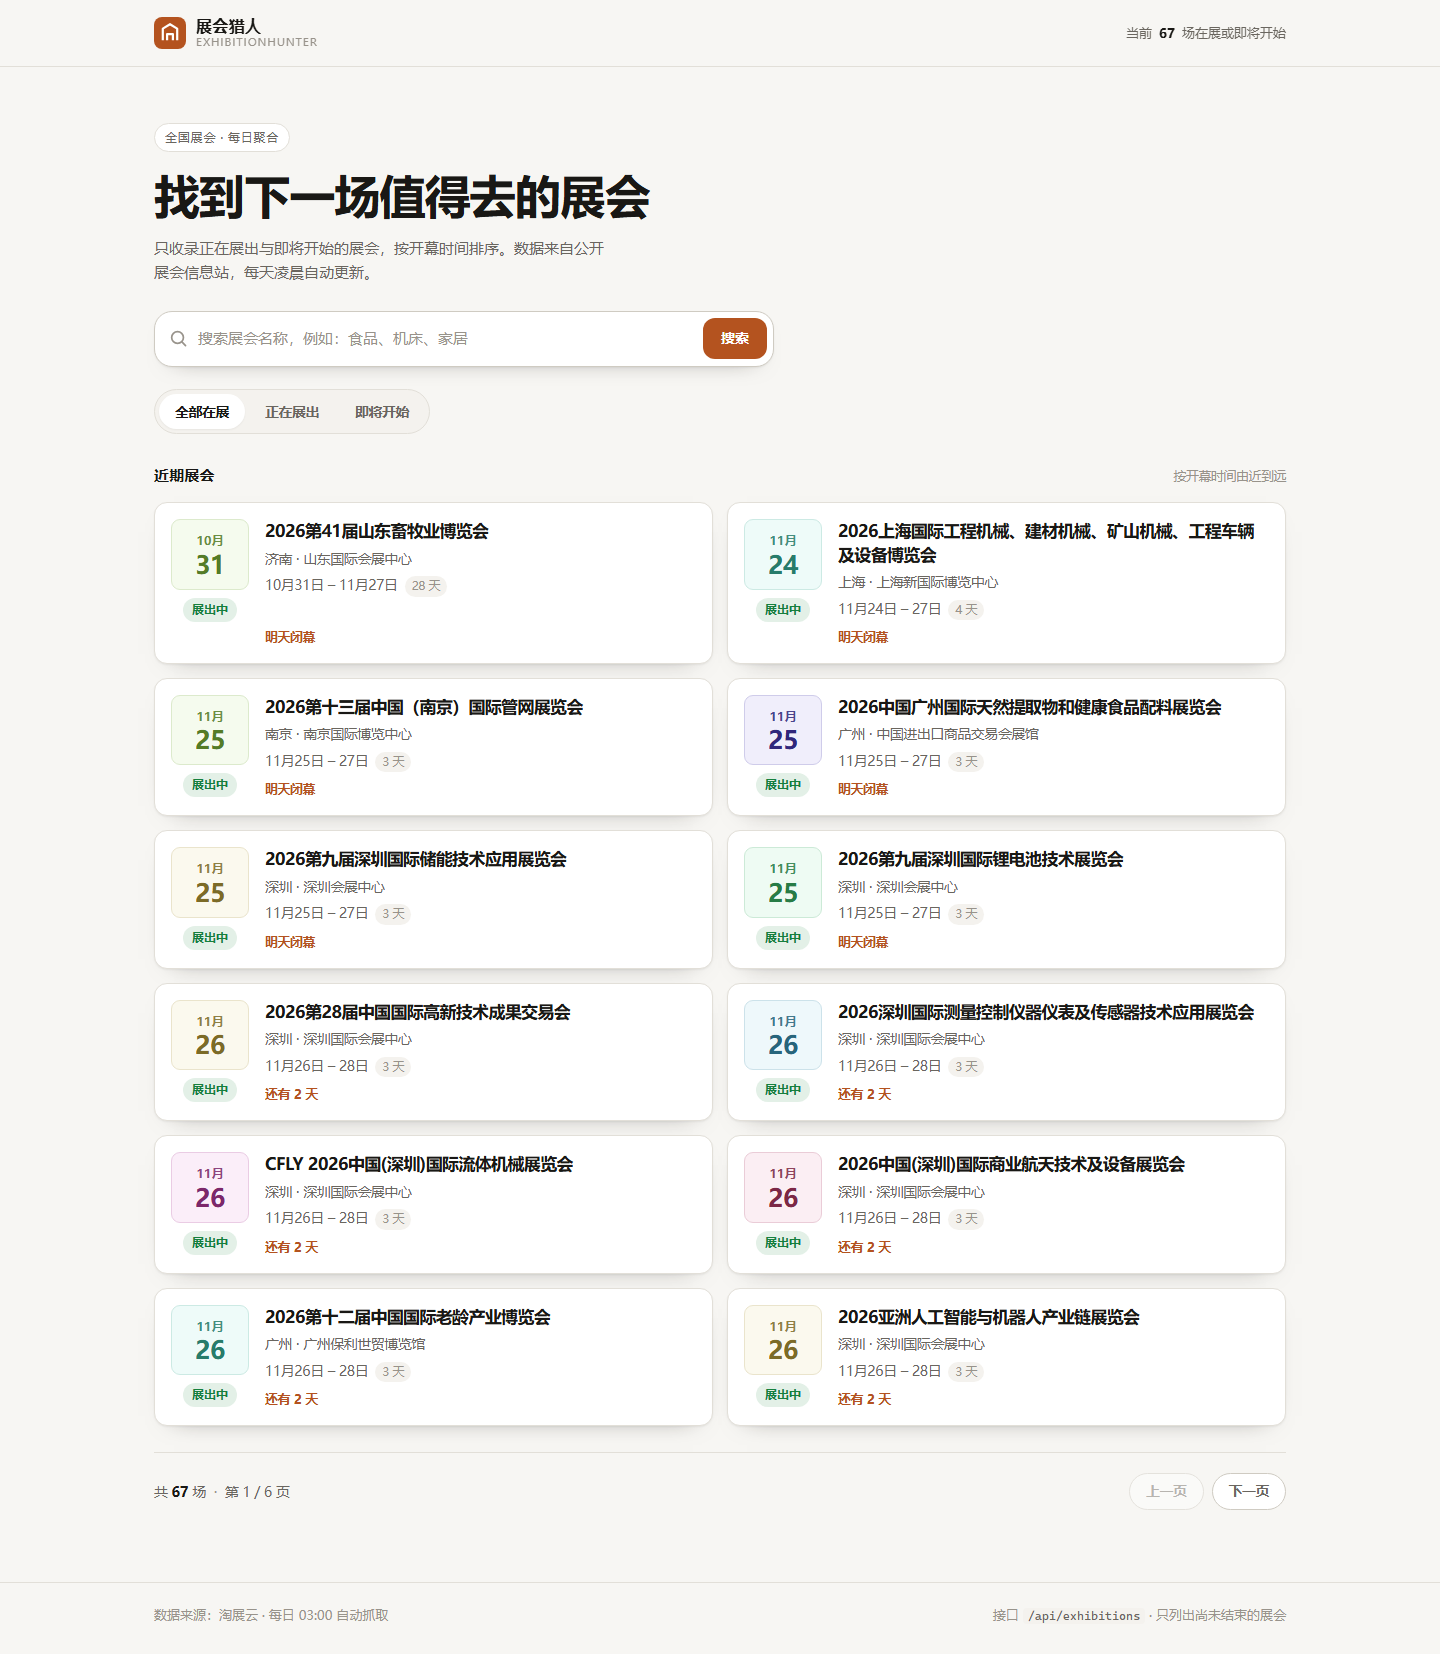 展会猎人
EXHIBITIONHUNTER
当前 67 场在展或即将开始
全国展会 · 每日聚合
找到下一场值得去的展会
只收录正在展出与即将开始的展会，按开幕时间排序。数据来自公开
展会信息站，每天凌晨自动更新。
搜索展会名称，例如：食品、机床、家居
搜索
全部在展
正在展出
即将开始
近期展会
按开幕时间由近到远
10月
31
展出中
2026第41届山东畜牧业博览会
济南 · 山东国际会展中心
10月31日 – 11月27日 28 天
明天闭幕
11月
24
展出中
2026上海国际工程机械、建材机械、矿山机械、工程车辆
及设备博览会
上海 · 上海新国际博览中心
11月24日 – 27日 4 天
明天闭幕
11月
25
展出中
2026第十三届中国（南京）国际管网展览会
南京 · 南京国际博览中心
11月25日 – 27日 3 天
明天闭幕
11月
25
展出中
2026中国广州国际天然提取物和健康食品配料展览会
广州 · 中国进出口商品交易会展馆
11月25日 – 27日 3 天
明天闭幕
11月
25
展出中
2026第九届深圳国际储能技术应用展览会
深圳 · 深圳会展中心
11月25日 – 27日 3 天
明天闭幕
11月
25
展出中
2026第九届深圳国际锂电池技术展览会
深圳 · 深圳会展中心
11月25日 – 27日 3 天
明天闭幕
11月
26
展出中
2026第28届中国国际高新技术成果交易会
深圳 · 深圳国际会展中心
11月26日 – 28日 3 天
还有 2 天
11月
26
展出中
2026深圳国际测量控制仪器仪表及传感器技术应用展览会
深圳 · 深圳国际会展中心
11月26日 – 28日 3 天
还有 2 天
11月
26
展出中
CFLY 2026中国(深圳)国际流体机械展览会
深圳 · 深圳国际会展中心
11月26日 – 28日 3 天
还有 2 天
11月
26
展出中
2026中国(深圳)国际商业航天技术及设备展览会
深圳 · 深圳国际会展中心
11月26日 – 28日 3 天
还有 2 天
11月
26
展出中
2026第十二届中国国际老龄产业博览会
广州 · 广州保利世贸博览馆
11月26日 – 28日 3 天
还有 2 天
11月
26
展出中
2026亚洲人工智能与机器人产业链展览会
深圳 · 深圳国际会展中心
11月26日 – 28日 3 天
还有 2 天
共 67 场 · 第 1 / 6 页
上一页
下一页
数据来源：淘展云 · 每日 03:00 自动抓取
接口 /api/exhibitions · 只列出尚未结束的展会